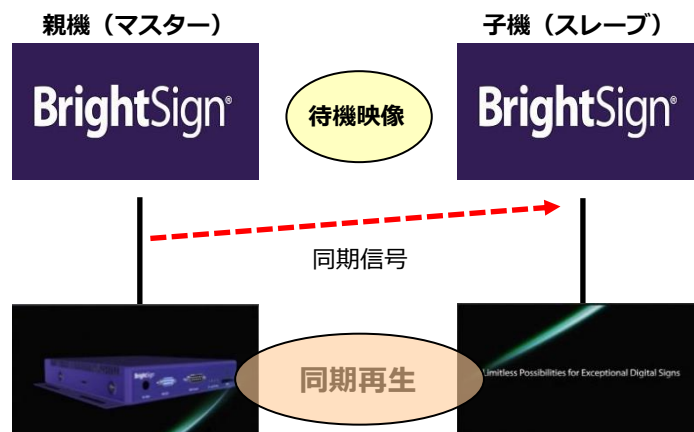 親機（マスター）
子機（スレーブ）
BrightSign®
待機映像
BrightSign®
同期信号
BrightSign
同期再生
Limitless Possibilities for Exceptional Digital Signs